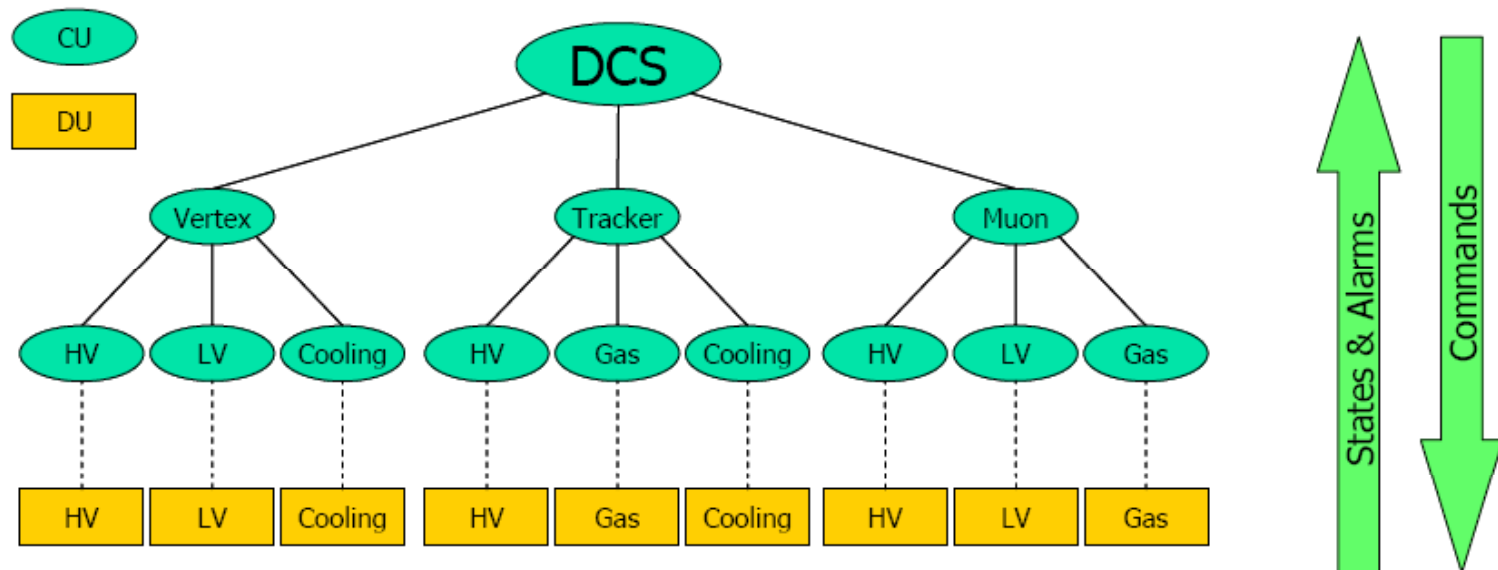 CU
DU
DCS
Vertex
Tracker
Muon
HV
LV
Cooling
HV
Gas
Cooling
HV
LV
Gas
HV
LV
Cooling
HV
Gas
Cooling
HV
LV
Gas
States & Alarms
Commands